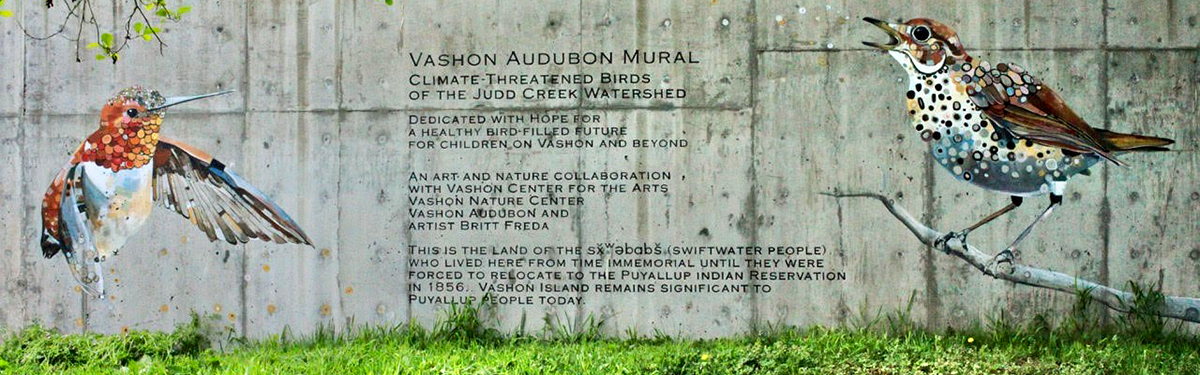 VASHON AUDUBON MURAL
CLIMATE-THREATENED BIRDS
OF THE JUDD CREEK WATERSHED
DEDICATED WITH HOPE FOR
A HEALTHY BIRD-FILLED FUTURE
FOR CHILDREN ON VASHON AND BEYOND
AN ART AND NATURE COLLABORATION
WITH VASHON CENTER FOR THE ARTS
VASHON NATURE CENTER
VASHON AUDUBON AND
ARTIST BRITT FREDA
THIS IS THE LAND OF THE sx̌ʷəbabš (SWIFTWATER PEOPLE)
WHO LIVED HERE FROM TIME IMMEMORIAL UNTIL THEY WERE
FORCED TO RELOCATE TO THE PUYALLUP INDIAN RESERVATION
IN 1856. VASHON ISLAND REMAINS SIGNIFICANT TO
PUYALLUP PEOPLE TODAY.